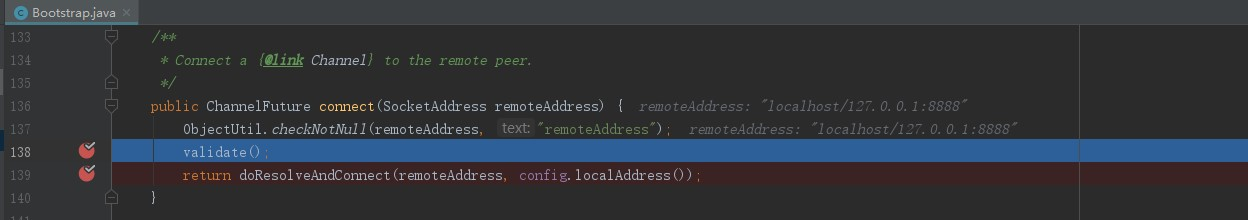 Bootstrap.java
133 /**
134 * Connect a {@link Channel} to the remote peer.
135 */
136 public ChannelFuture connect(SocketAddress remoteAddress) { remoteAddress: "localhost/127.0.0.1:8888"
137 ObjectUtil.checkNotNull(remoteAddress, text: "remoteAddress"); remoteAddress: "localhost/127.0.0.1:8888"
138 validate();
139 return doResolveAndConnect(remoteAddress, config.localAddress());
140 }